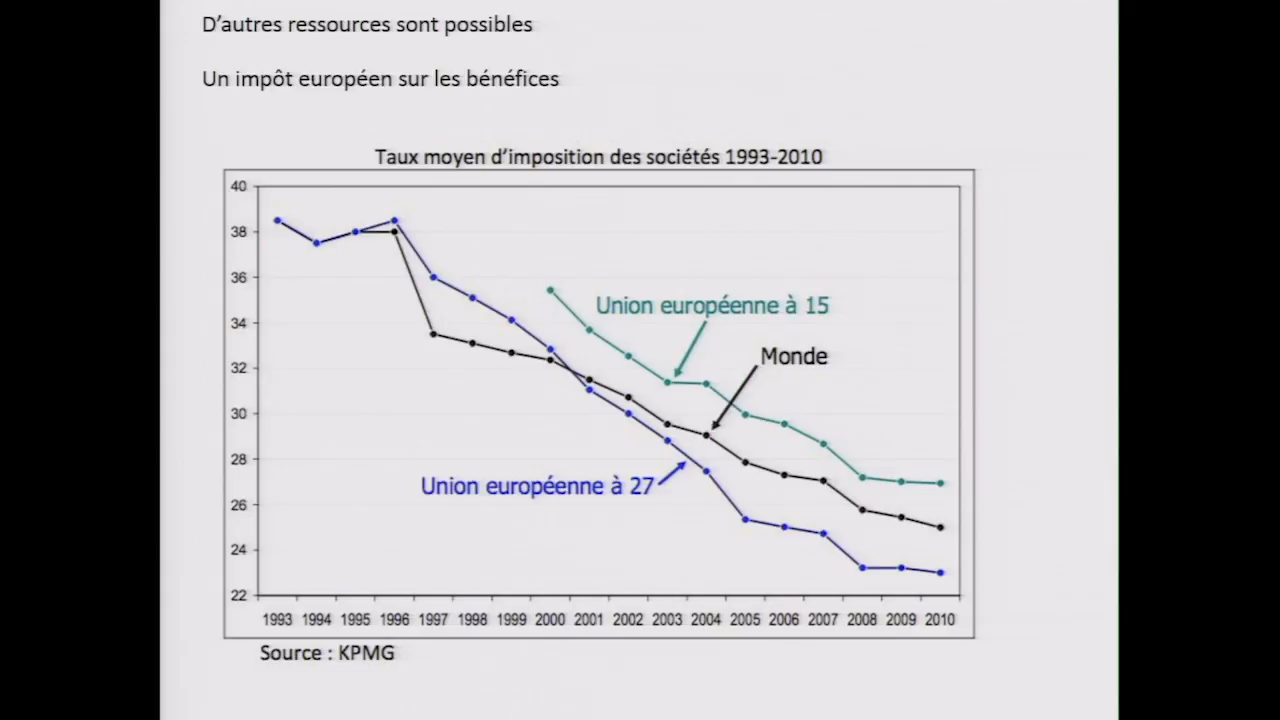 D’autres ressources sont possibles
Un impôt européen sur les bénéfices
Taux moyen d’imposition des sociétés 1993-2010
40
38
36
34
32
30
28
26
24
22
Union européenne à 15
Monde
Union européenne à 27
1993 1994 1995 1996 1997 1998 1999 2000 2001 2002 2003 2004 2005 2006 2007 2008 2009 2010
Source : KPMG